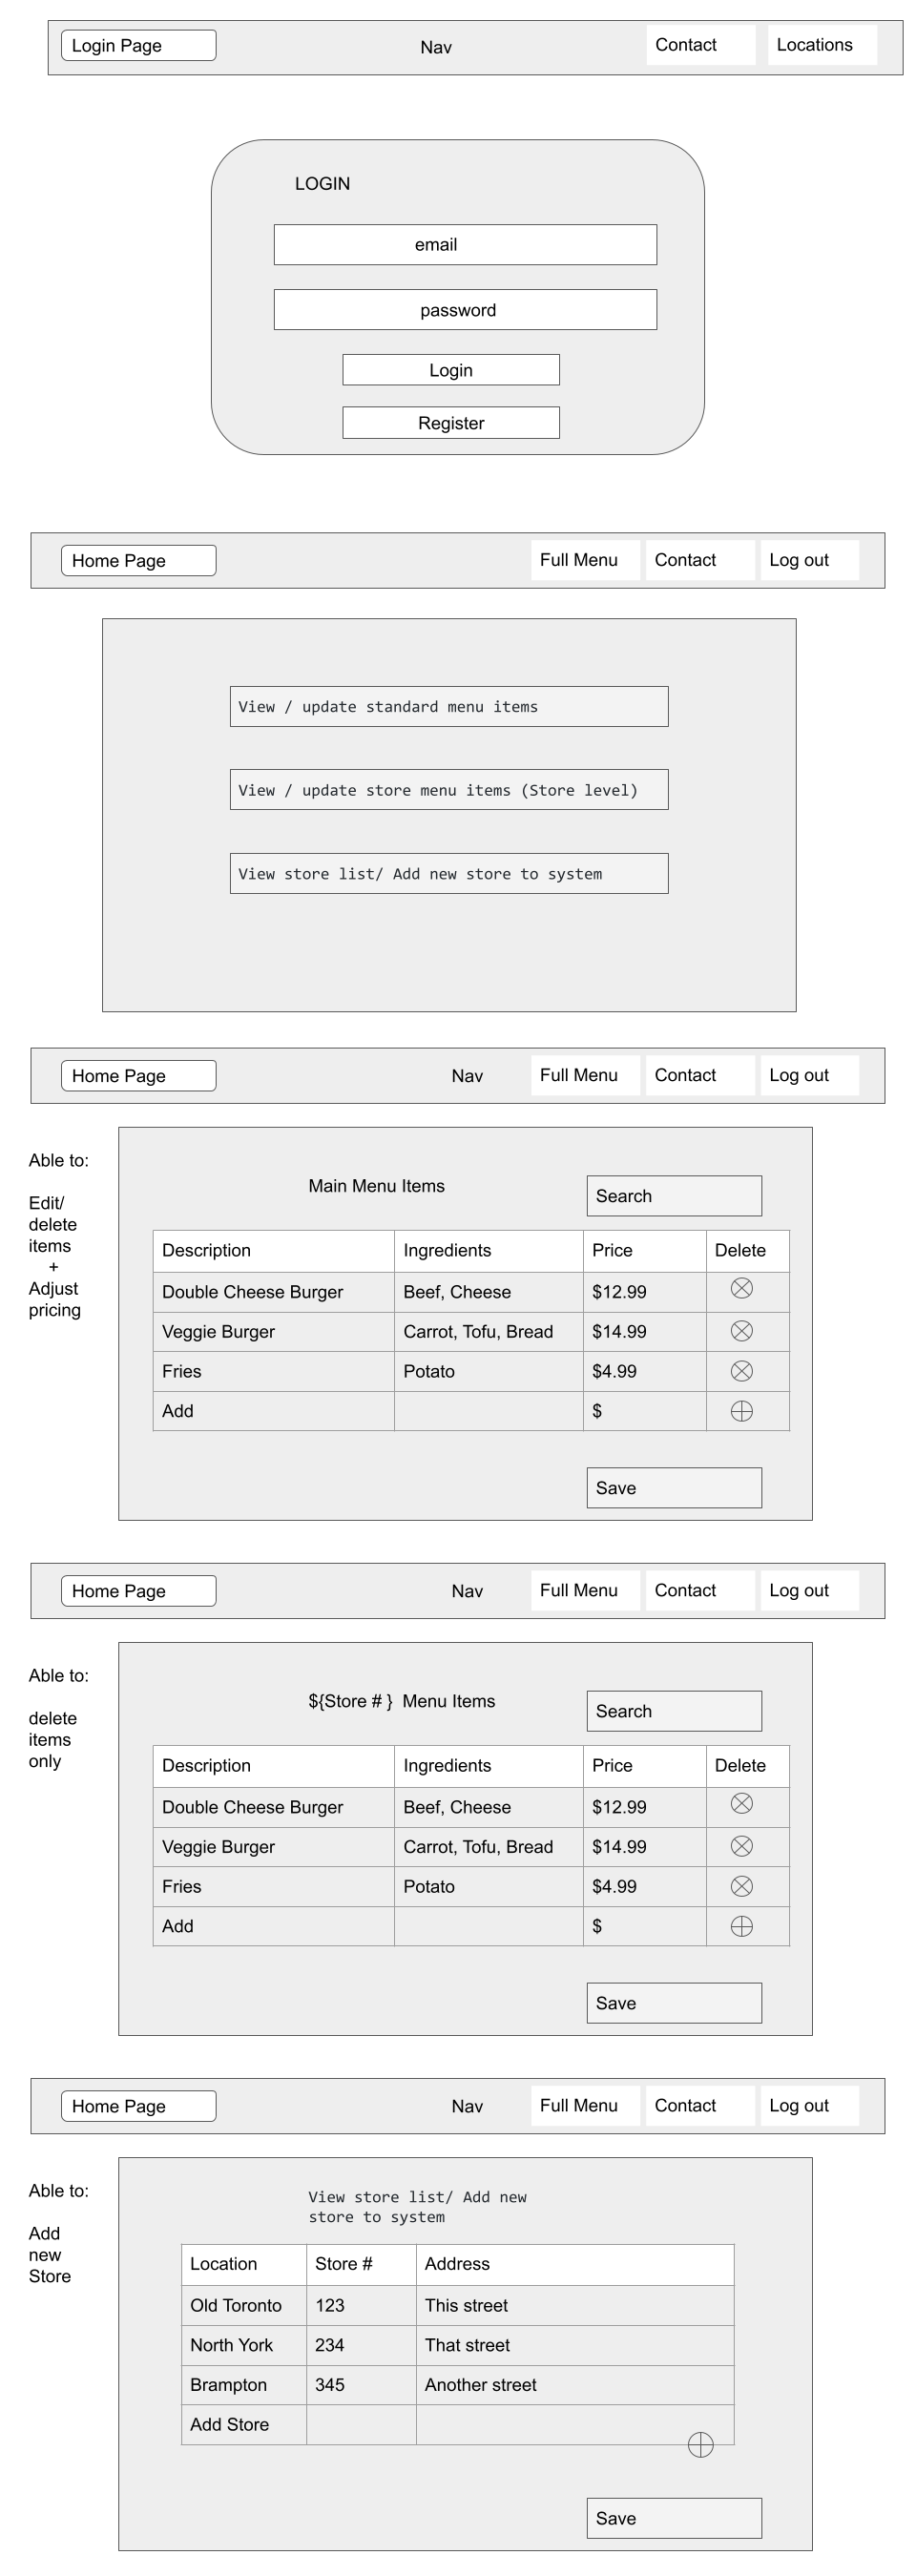 Login Page Nav Contact Locations
LOGIN
email
password
Login
Register
Home Page Full Menu Contact Log out
View / update standard menu items
View / update store menu items (Store level)
View store list/ Add new store to system
Home Page Nav Full Menu Contact Log out
Able to:
Edit/
delete
items
+
Adjust
pricing
Main Menu Items
Search
Description Ingredients Price Delete
Double Cheese Burger Beef, Cheese $12.99
Veggie Burger Carrot, Tofu, Bread $14.99
Fries Potato $4.99
Add $
Save
Home Page Nav Full Menu Contact Log out
Able to:
delete
items
only
${Store # } Menu Items
Search
Description Ingredients Price Delete
Double Cheese Burger Beef, Cheese $12.99
Veggie Burger Carrot, Tofu, Bread $14.99
Fries Potato $4.99
Add $
Save
Home Page Nav Full Menu Contact Log out
Able to:
Add
new
Store
View store list/ Add new
store to system
Location Store # Address
Old Toronto 123 This street
North York 234 That street
Brampton 345 Another street
Add Store
Save